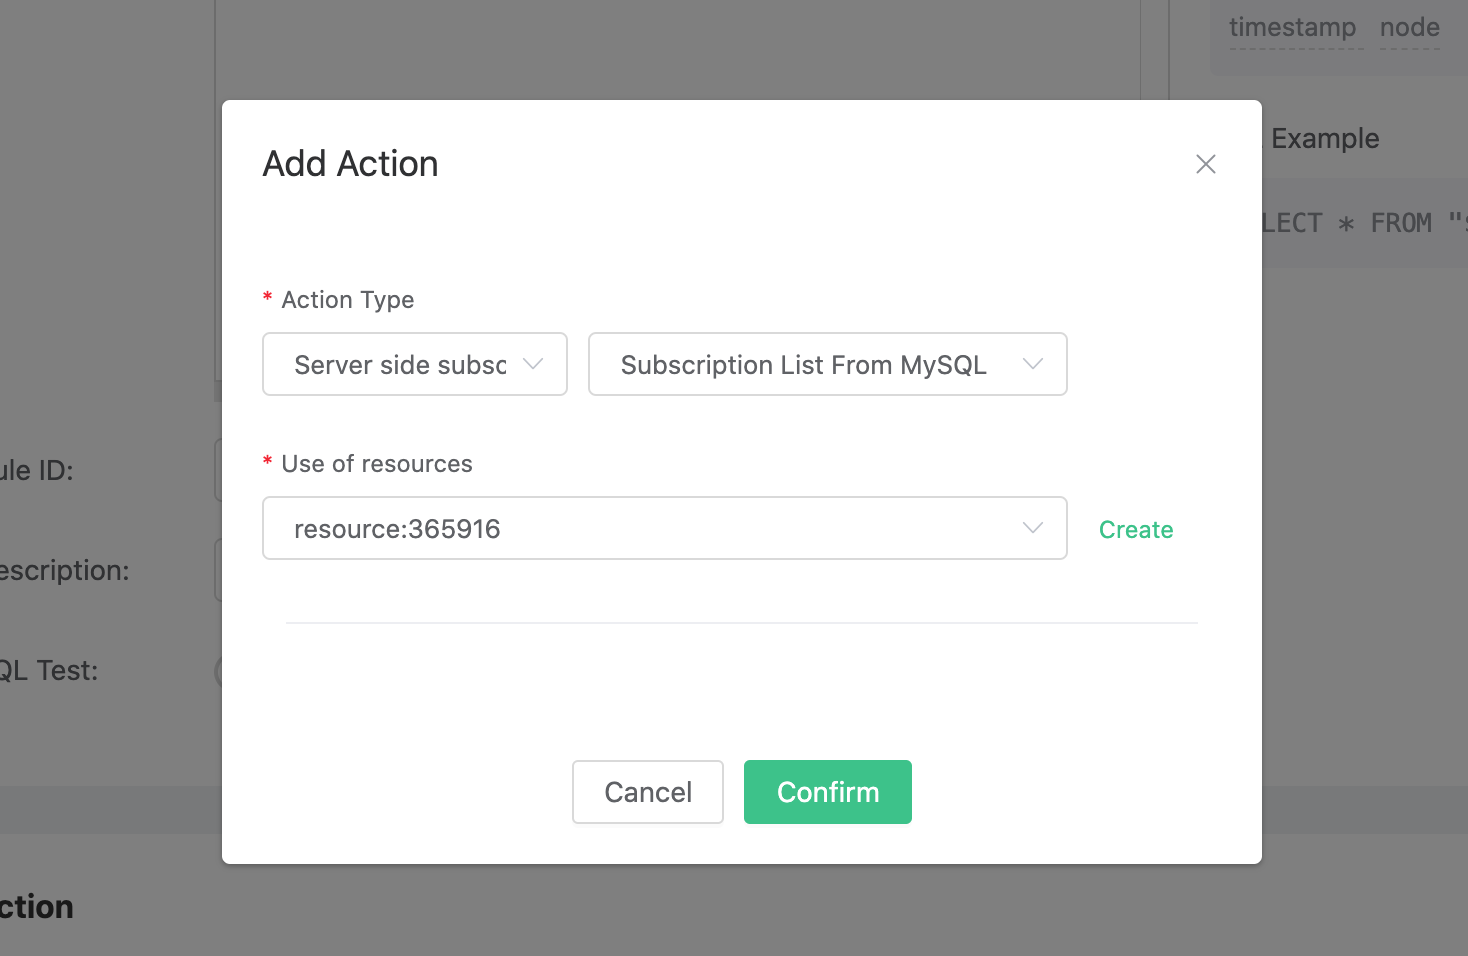 timestamp node
Add Action
Example
LECT * FROM "s
* Action Type
Server side subsc
Subscription List From MySQL
ule ID:
* Use of resources
resource:365916
Create
escription:
QL Test:
Cancel
Confirm
ction